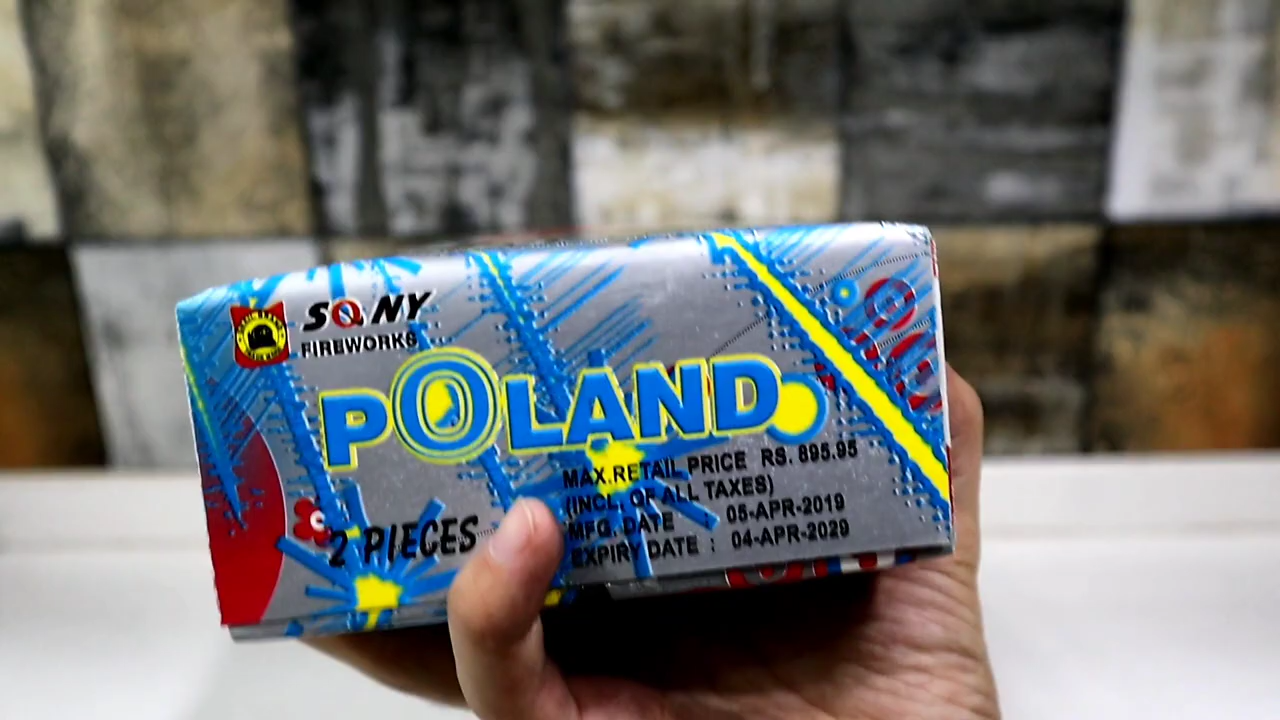 SONY
FIREWORKS
POLAND
MAX.RETAIL PRICE RS. 895.95
(INCL. OF ALL TAXES)
MFG. DATE 05-APR-2019
EXPIRY DATE : 04-APR-2029
2 PIECES